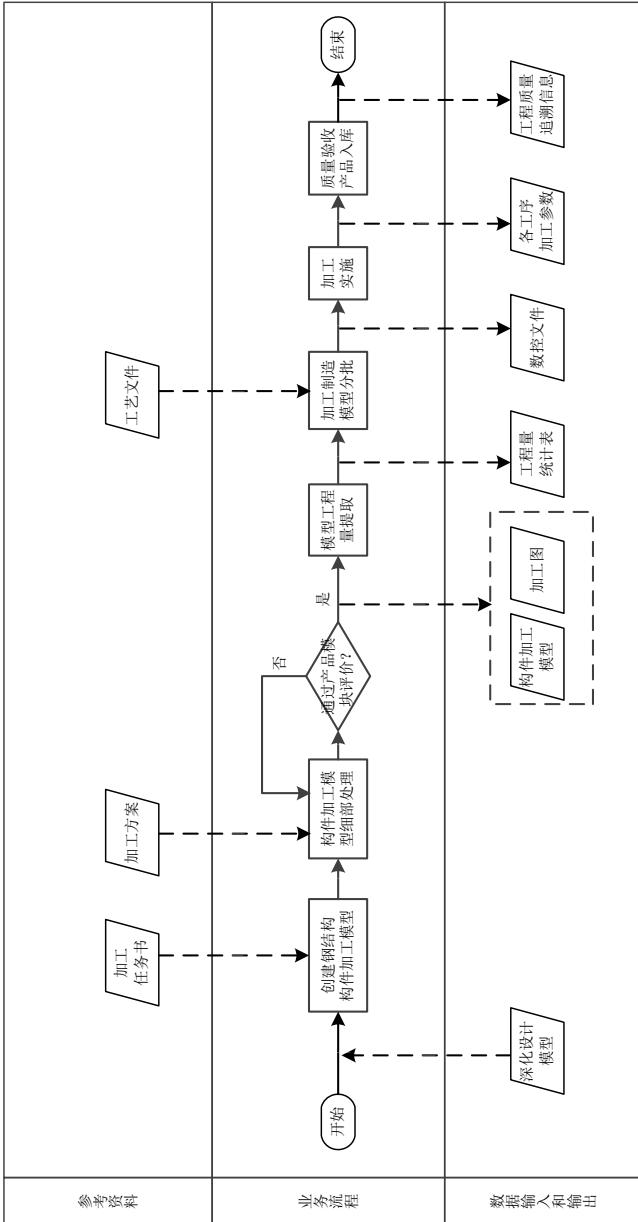 参考
资料
加工
任务书
加工方案
工艺文件
业务
流程
开始
创建钢结构
构件加工模型
构件加工模
型细部处理
通过产品模
块评价？
否
是
模型工程
量提取
加工制造
模型分批
加工
实施
质量验收
产品入库
结束
数据
输入
和输
出
深化设计
模型
构件加工
模型
加工图
工程量
统计表
数控文件
各工序
加工参数
工程质量
追溯信息